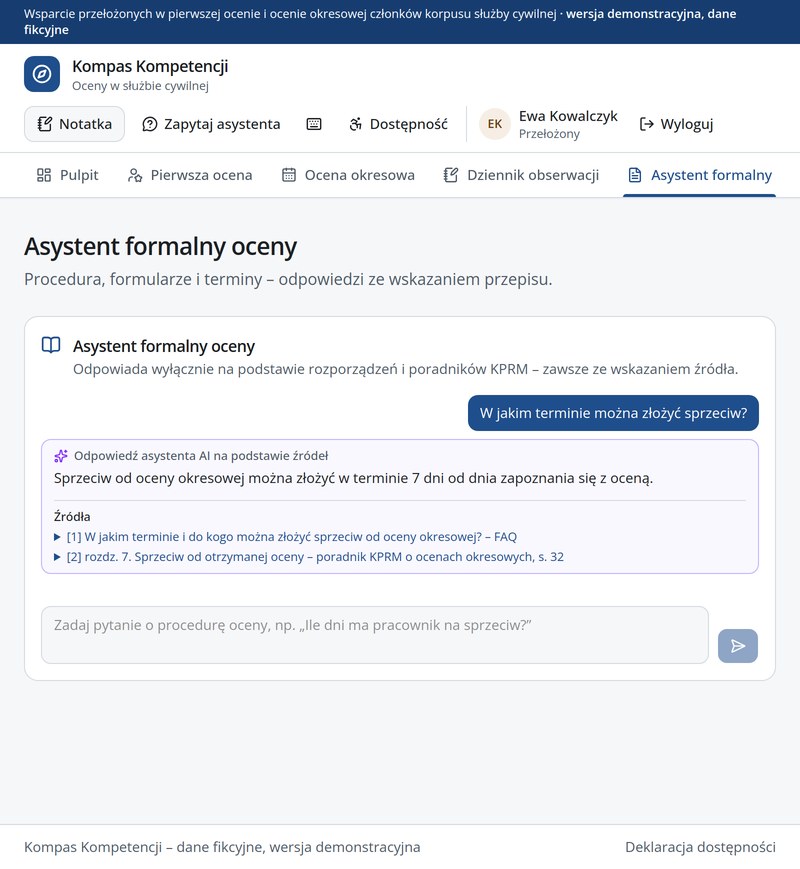 Wsparcie przełożonych w pierwszej ocenie i ocenie okresowej członków korpusu służby cywilnej · wersja demonstracyjna, dane
fikcyjne
Kompas Kompetencji
Oceny w służbie cywilnej
Notatka
Zapytaj asystenta
Dostępność
EK
Ewa Kowalczyk
Przełożony
Wyloguj
Pulpit
Pierwsza ocena
Ocena okresowa
Dziennik obserwacji
Asystent formalny
Asystent formalny oceny
Procedura, formularze i terminy – odpowiedzi ze wskazaniem przepisu.
Asystent formalny oceny
Odpowiada wyłącznie na podstawie rozporządzeń i poradników KPRM – zawsze ze wskazaniem źródła.
W jakim terminie można złożyć sprzeciw?
Odpowiedź asystenta AI na podstawie źródeł
Sprzeciw od oceny okresowej można złożyć w terminie 7 dni od dnia zapoznania się z oceną.
Źródła
[1] W jakim terminie i do kogo można złożyć sprzeciw od oceny okresowej? – FAQ
[2] rozdz. 7. Sprzeciw od otrzymanej oceny – poradnik KPRM o ocenach okresowych, s. 32
Zadaj pytanie o procedurę oceny, np. „Ile dni ma pracownik na sprzeciw?”
Kompas Kompetencji – dane fikcyjne, wersja demonstracyjna
Deklaracja dostępności